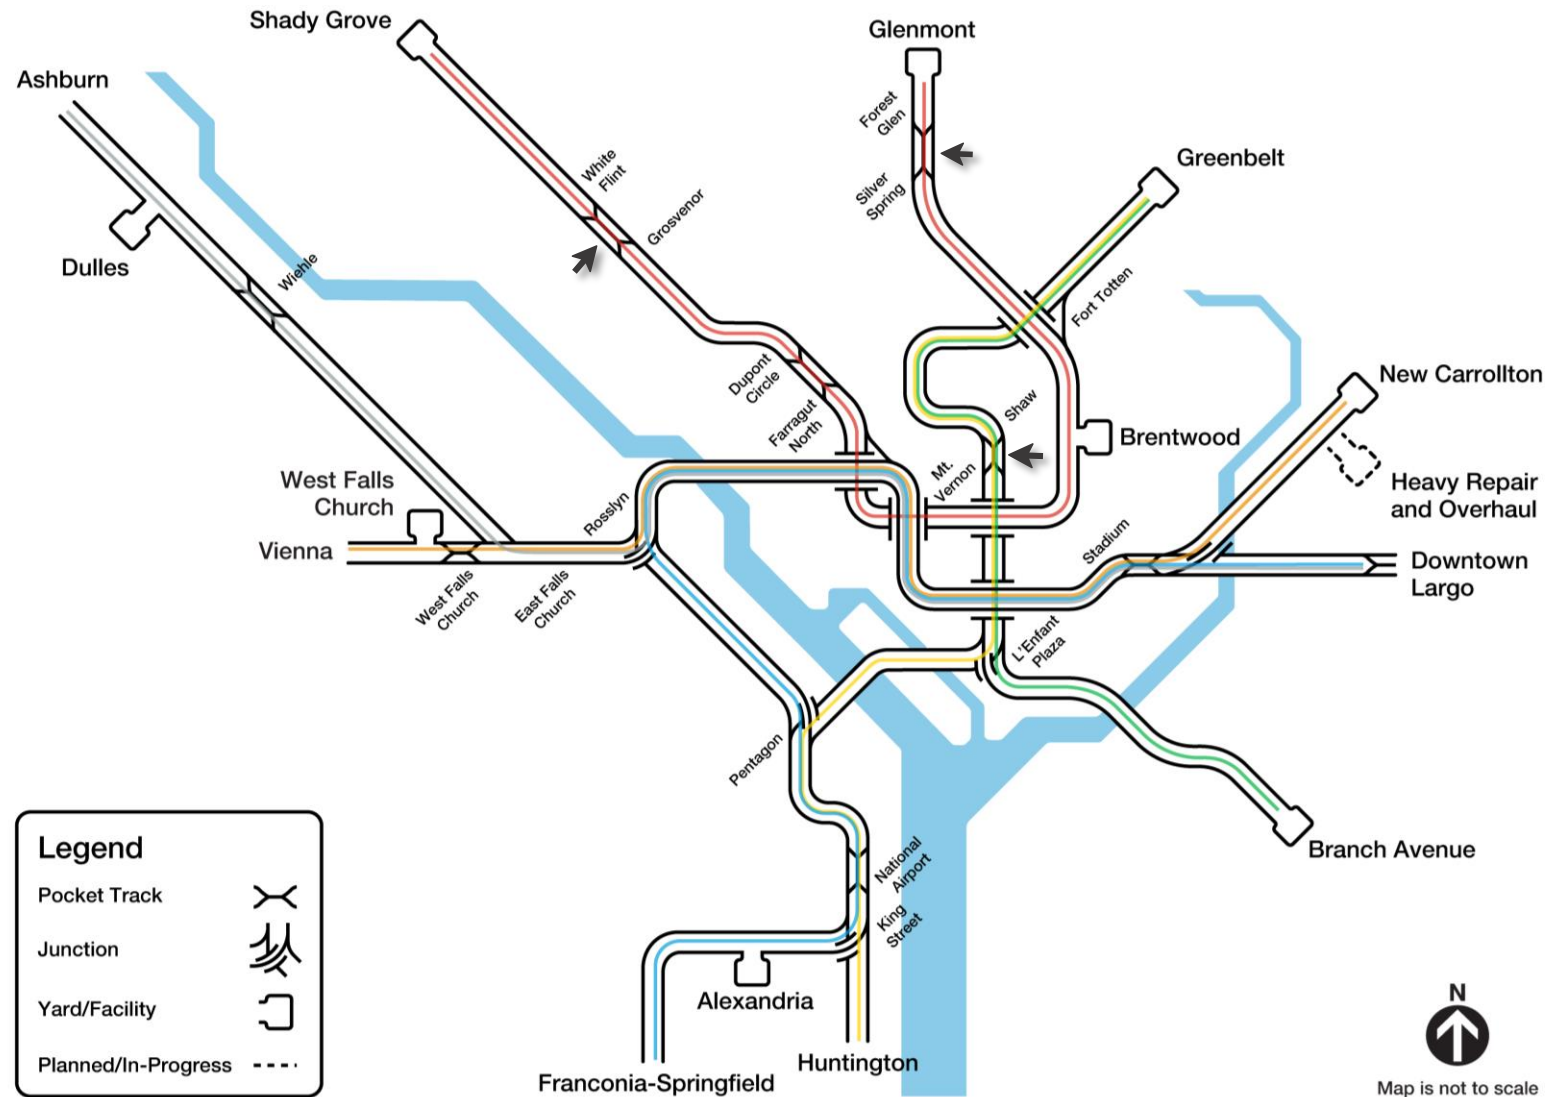 Shady Grove
Glenmont
Ashburn
Forest
Glen
Greenbelt
White
Flint
Silver
Spring
Grosvenor
Dulles
Wiehle
Fort Totten
Dupont
Circle
New Carrollton
Shaw
Farragut
North
Brentwood
West Falls
Church
Mt.
Vernon
Heavy Repair
and Overhaul
Rosslyn
Stadium
Vienna
Downtown
Largo
West Falls
Church
East Falls
Church
L'Enfant
Plaza
Pentagon
Branch Avenue
National
Airport
King
Street
Legend
Pocket Track
Junction
Yard/Facility
Planned/In-Progress
Alexandria
N
Huntington
Franconia-Springfield
Map is not to scale